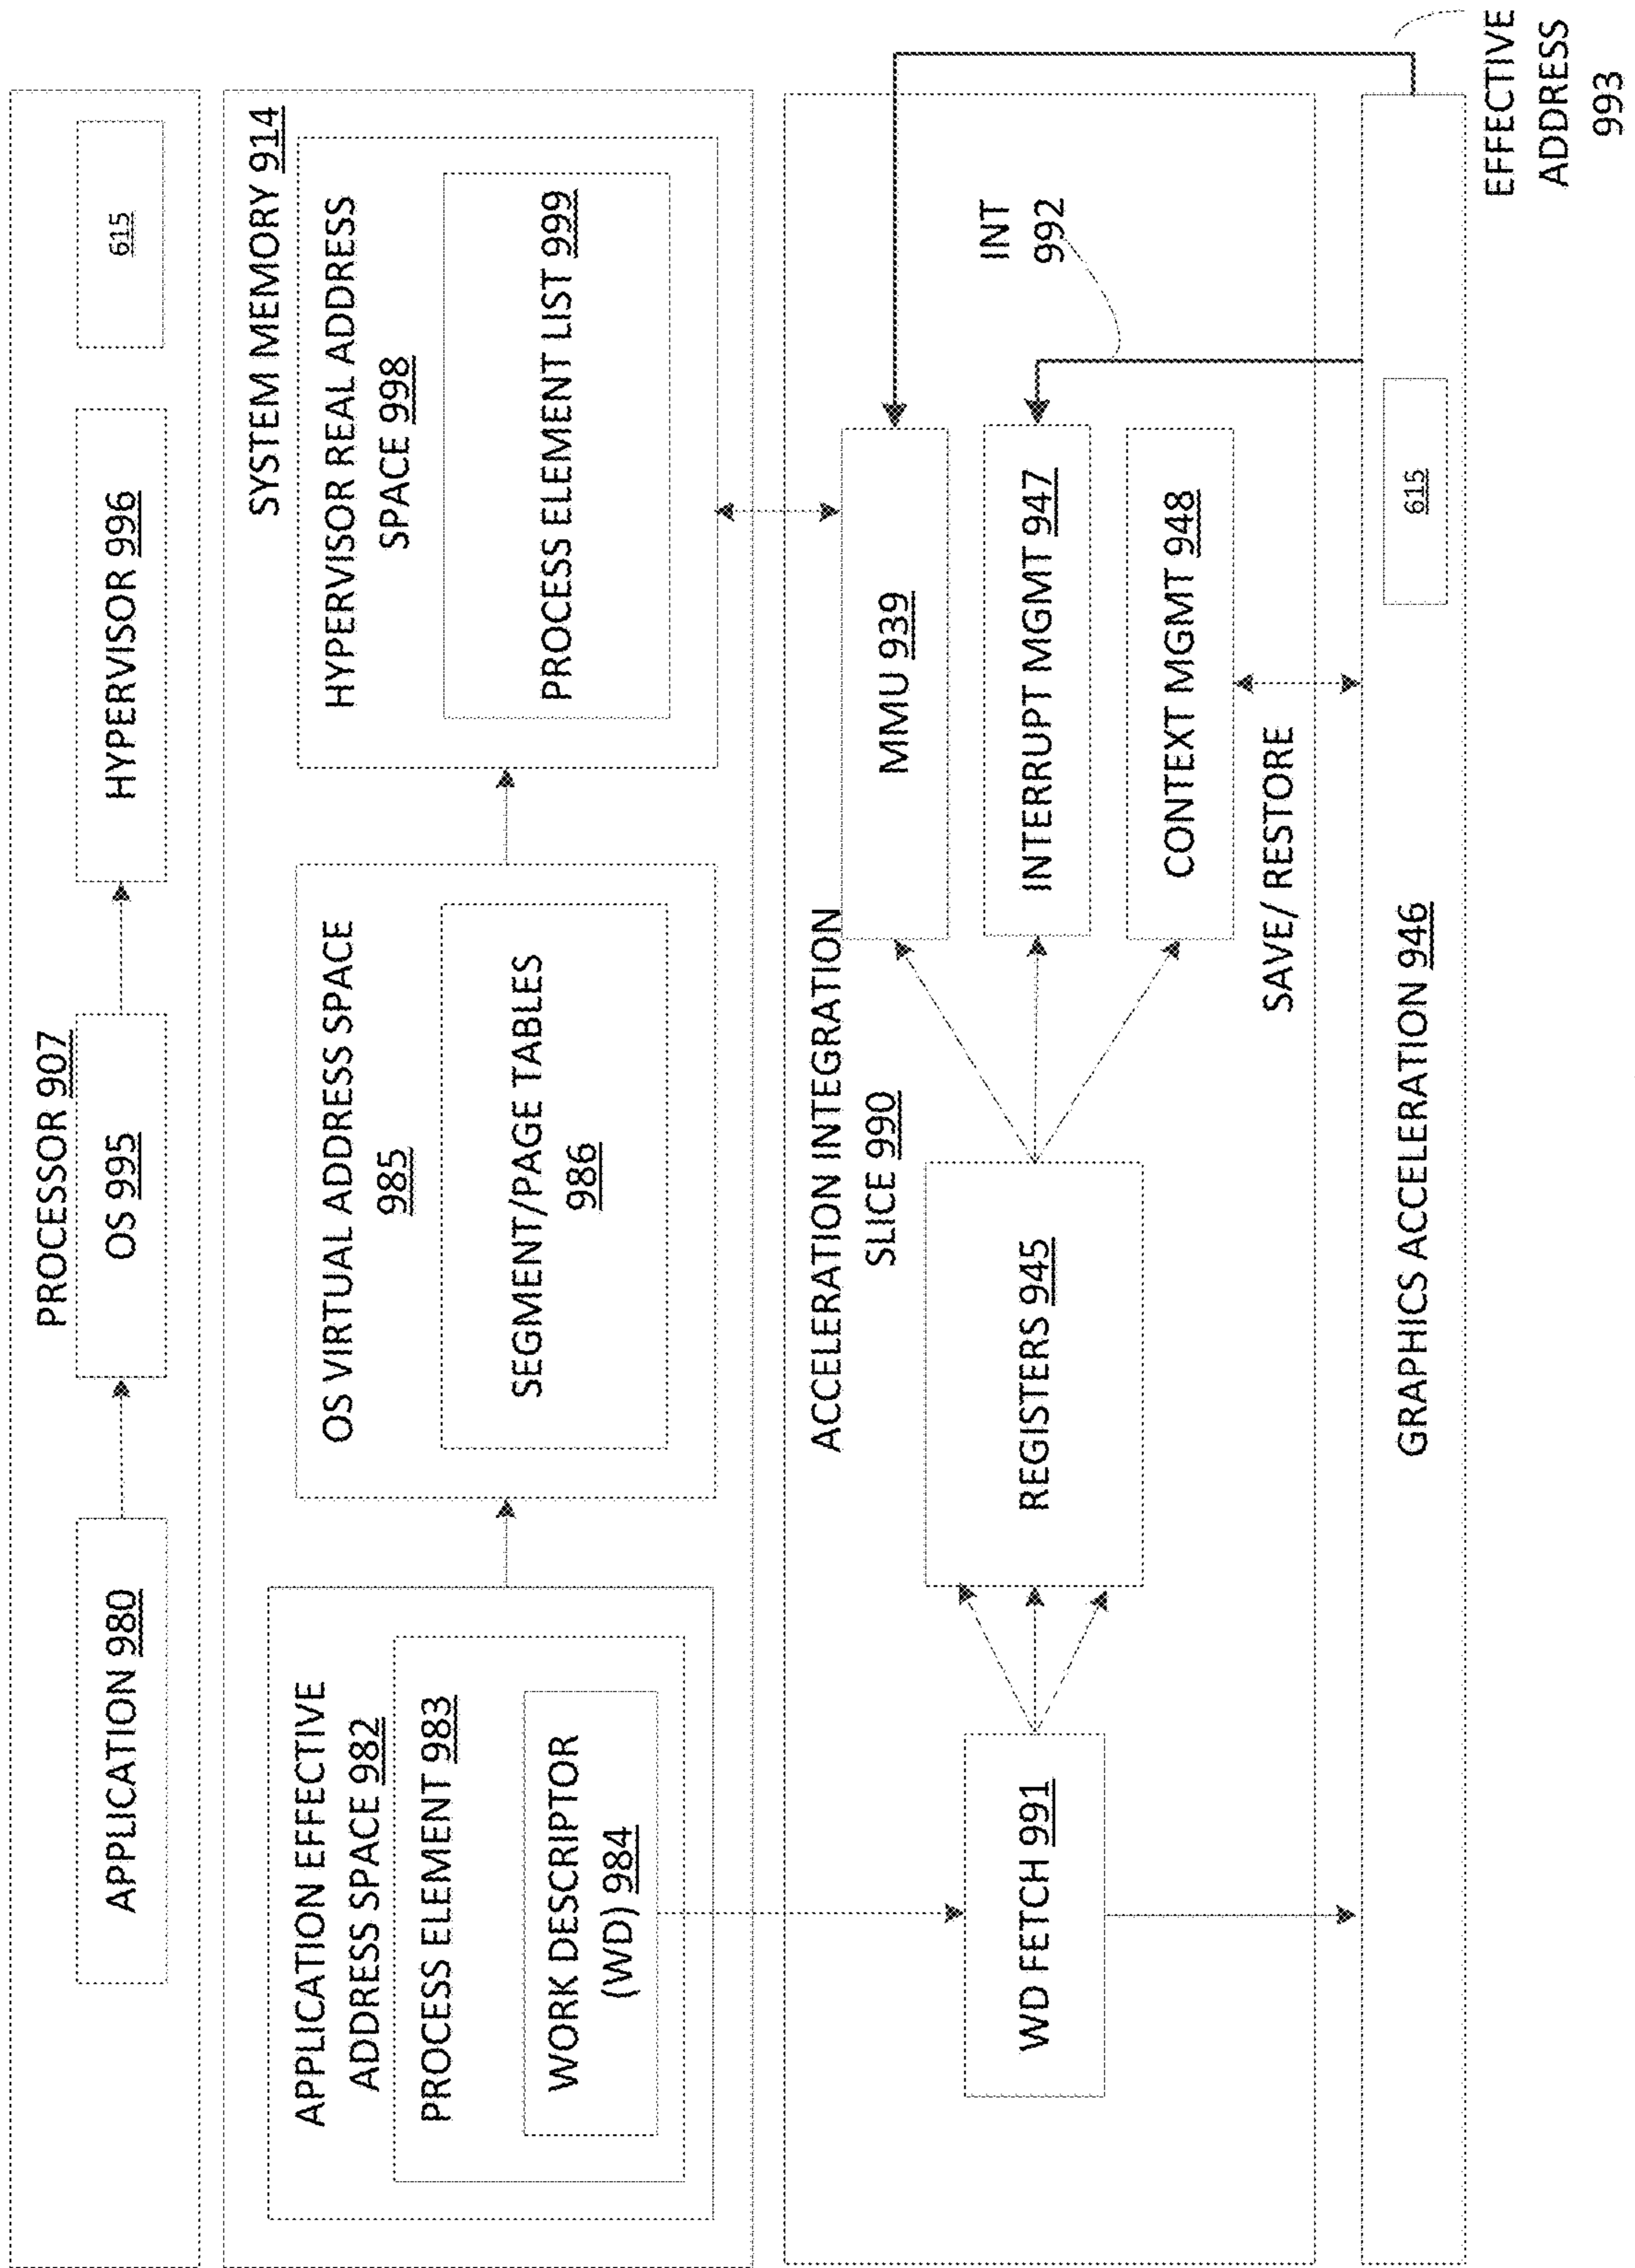 PROCESSOR 907
APPLICATION 980
OS 995
HYPERVISOR 996
615
SYSTEM MEMORY 914
APPLICATION EFFECTIVE
ADDRESS SPACE 982
PROCESS ELEMENT 983
WORK DESCRIPTOR
(WD) 984
OS VIRTUAL ADDRESS SPACE
985
SEGMENT/PAGE TABLES
986
HYPERVISOR REAL ADDRESS
SPACE 998
PROCESS ELEMENT LIST 999
ACCELERATION INTEGRATION
SLICE 990
WD FETCH 991
REGISTERS 945
MMU 939
INTERRUPT MGMT 947
CONTEXT MGMT 948
INT
992
SAVE/ RESTORE
GRAPHICS ACCELERATION 946
615
EFFECTIVE
ADDRESS
993